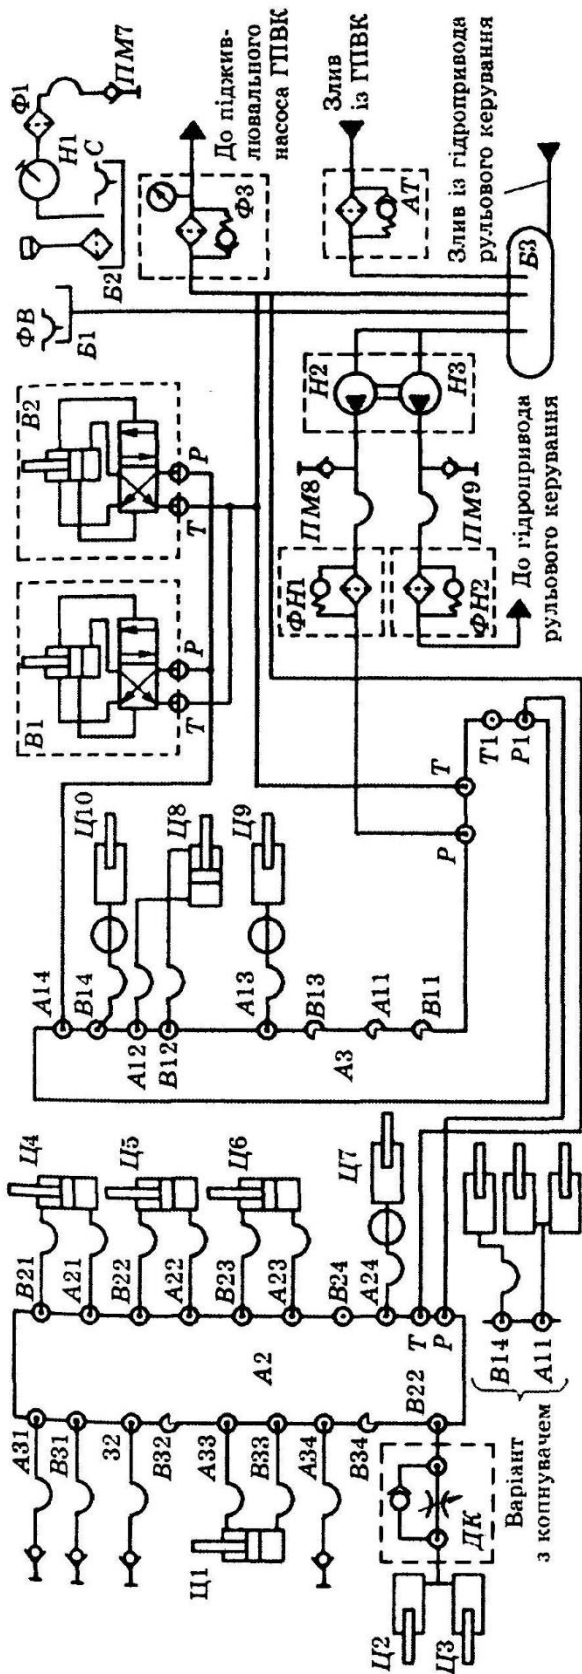 А31
В31
32
В32
А33
В33
А34
В34
В22
Ц1
Ц2
Ц3
ДК
А2
В21
А21
В22
А22
В23
А23
В24
А24
Т
Р
Ц4
Ц5
Ц6
Ц7
Варіант
з копнувачем
В14
А11
А3
А14
В14
А12
В12
А13
В13
А11
В11
Ц10
Ц8
Ц9
Р
Т
Т1
Р1
В1
Т
Р
В2
Т
Р
ФН1
ФН2
ПМ8
ПМ9
Н2
Н3
До гідропривода
рульового керування
ФВ
Б1
Б2
С
Н1
Ф1
ПМ7
Ф3
До піджив-
лювального
насоса ГПВК
АТ
Злив
із ГПВК
Б3
Злив із гідропривода
рульового керування